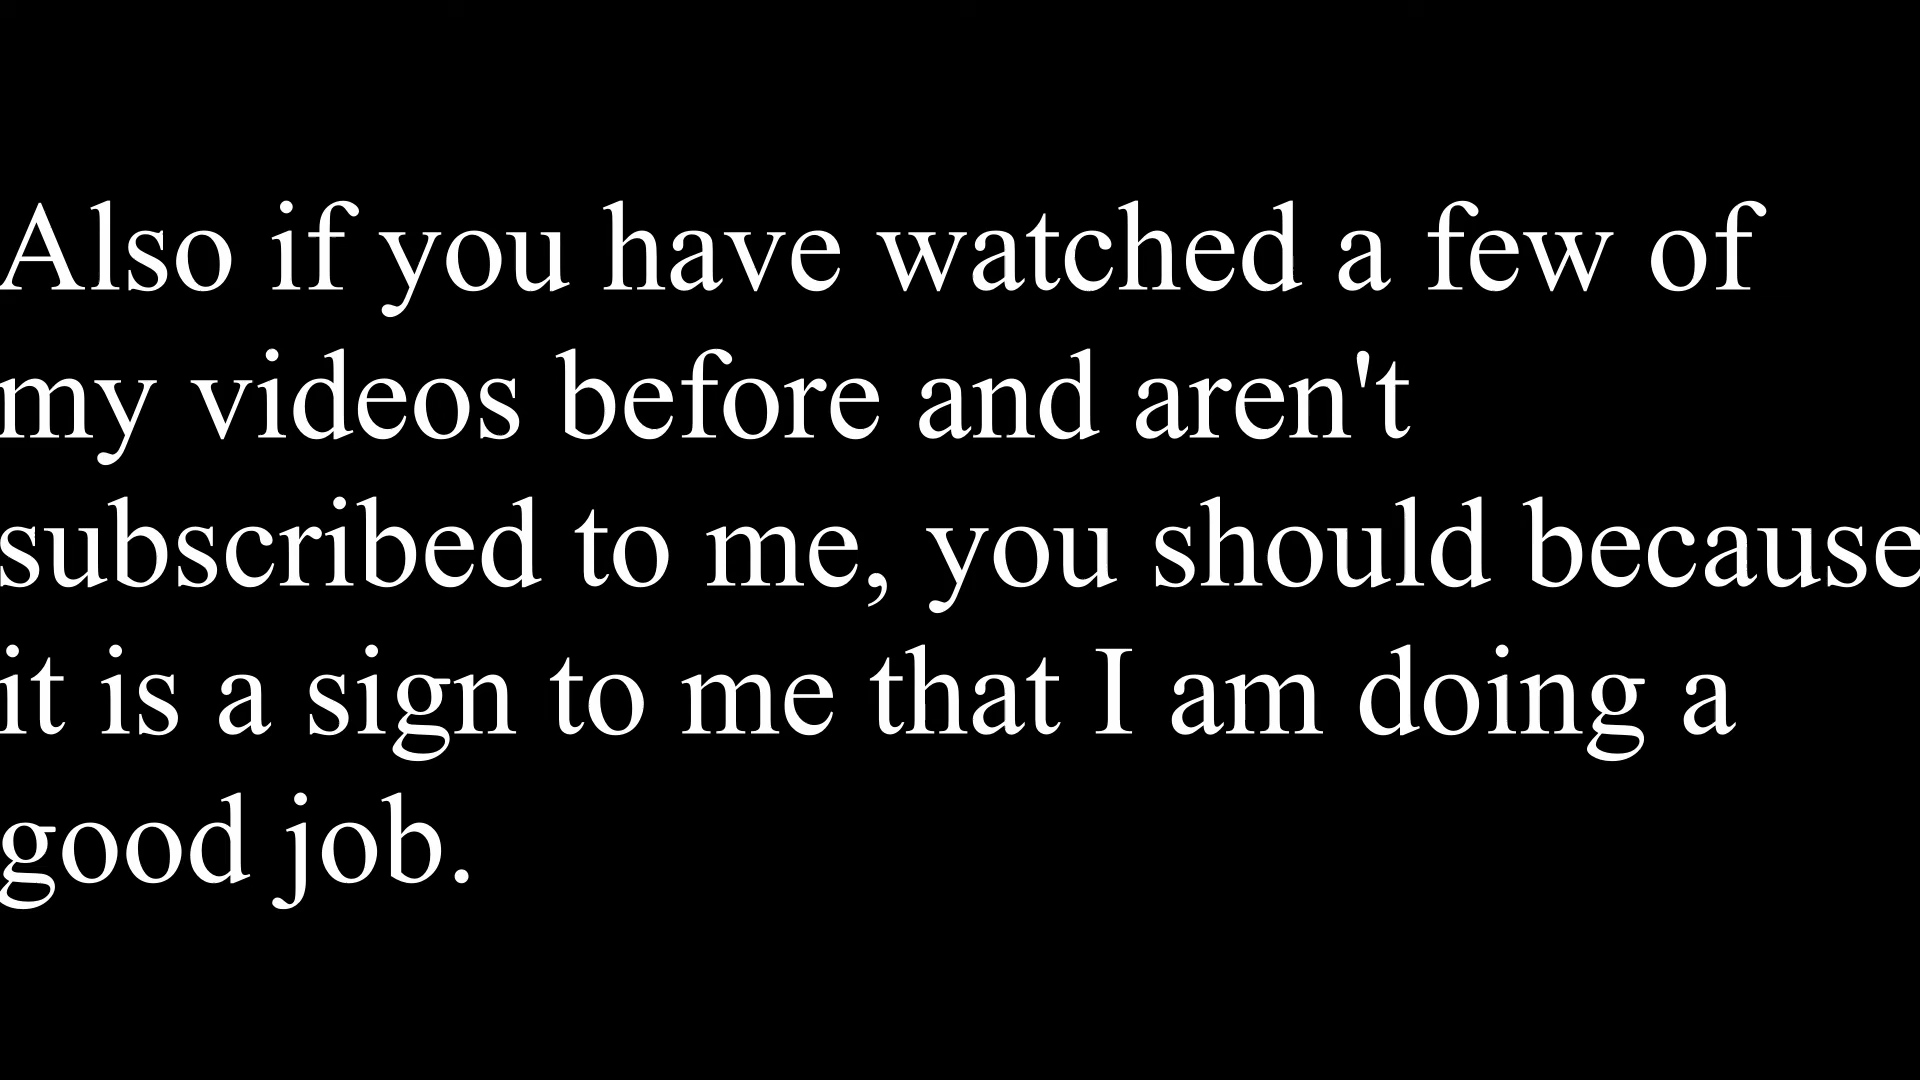 Also if you have watched a few of
my videos before and aren't
subscribed to me, you should because
it is a sign to me that I am doing a
good job.